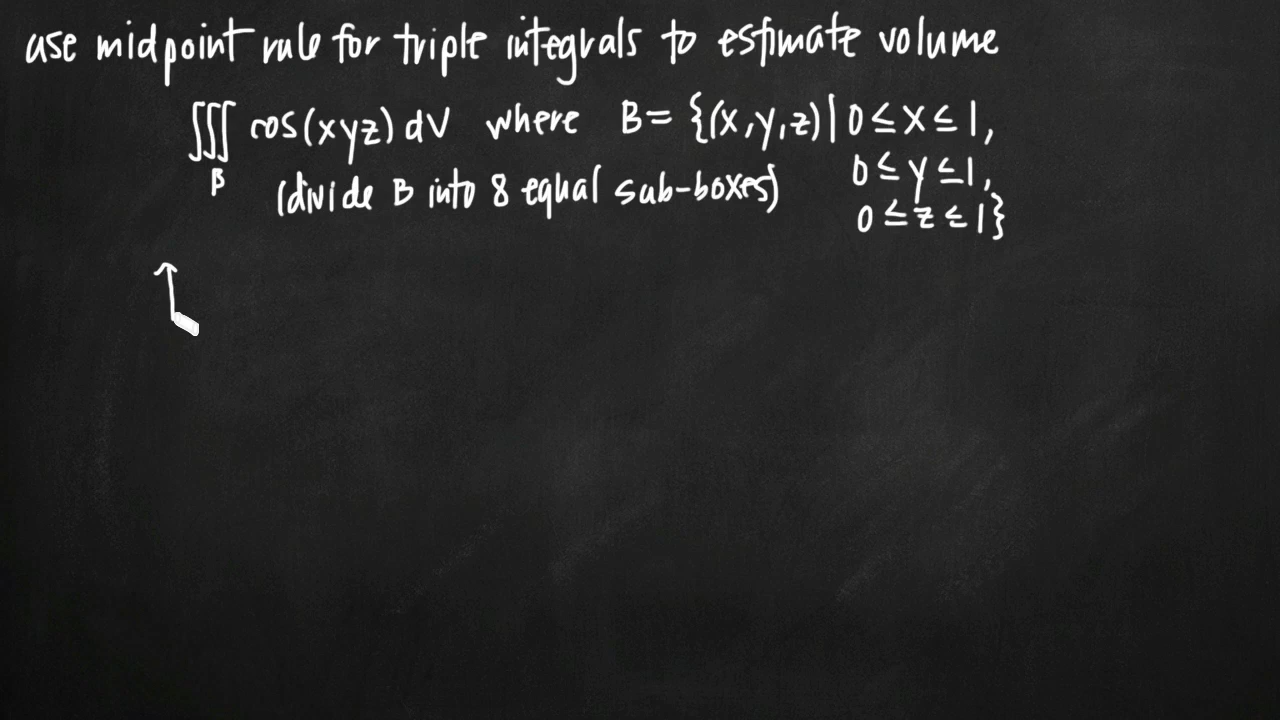 use midpoint rule for triple integrals to estimate volume
∭ cos(xyz) dV where B = {(x,y,z) | 0 ≤ x ≤ 1,
B (divide B into 8 equal sub-boxes) 0 ≤ y ≤ 1,
0 ≤ z ≤ 1}